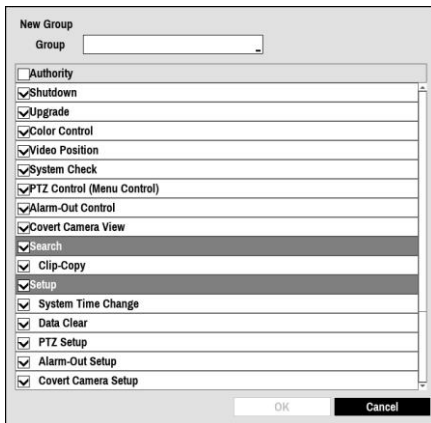 New Group
Group
Authority
Shutdown
Upgrade
Color Control
Video Position
System Check
PTZ Control (Menu Control)
Alarm-Out Control
Covert Camera View
Search
Clip-Copy
Setup
System Time Change
Data Clear
PTZ Setup
Alarm-Out Setup
Covert Camera Setup
OK Cancel